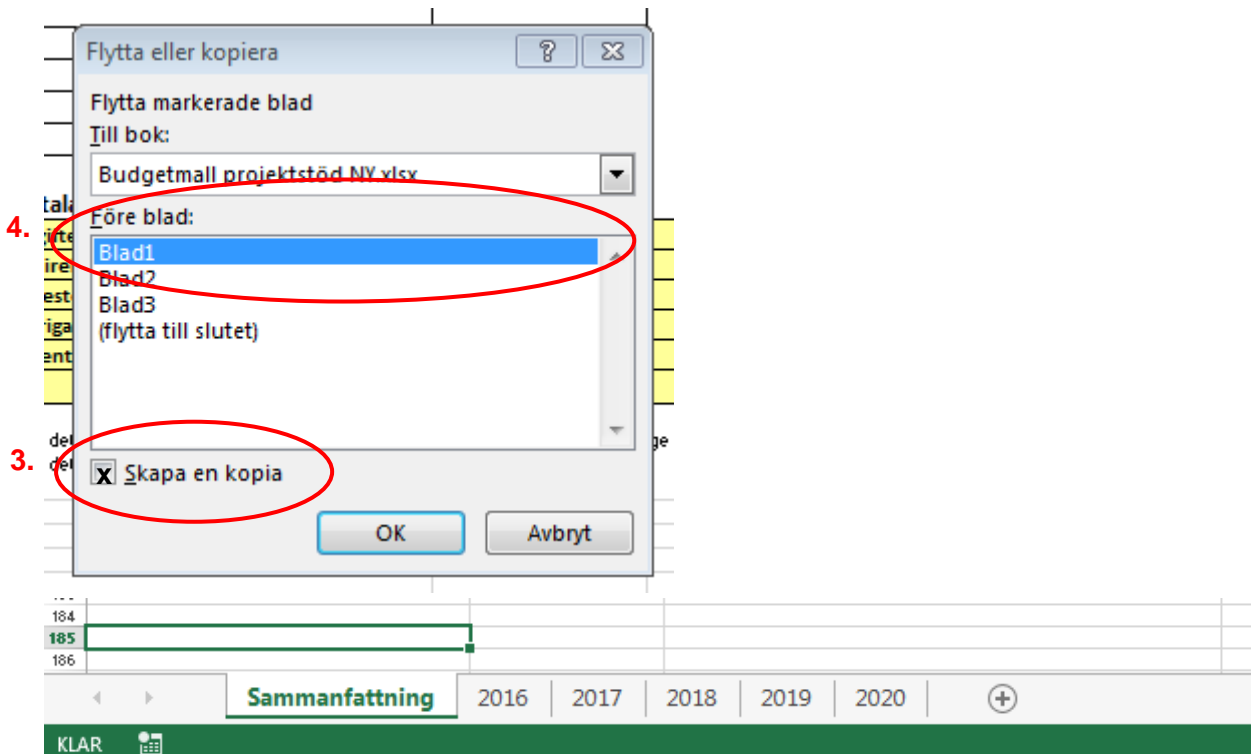 Flytta eller kopiera
Flytta markerade blad
Till bok:
Budgetmall projektstöd NY.xlsx
4.
Före blad:
Blad1
Blad2
Blad3
(flytta till slutet)
3.
x Skapa en kopia
OK Avbryt
184
185
186
Sammanfattning 2016 2017 2018 2019 2020
KLAR